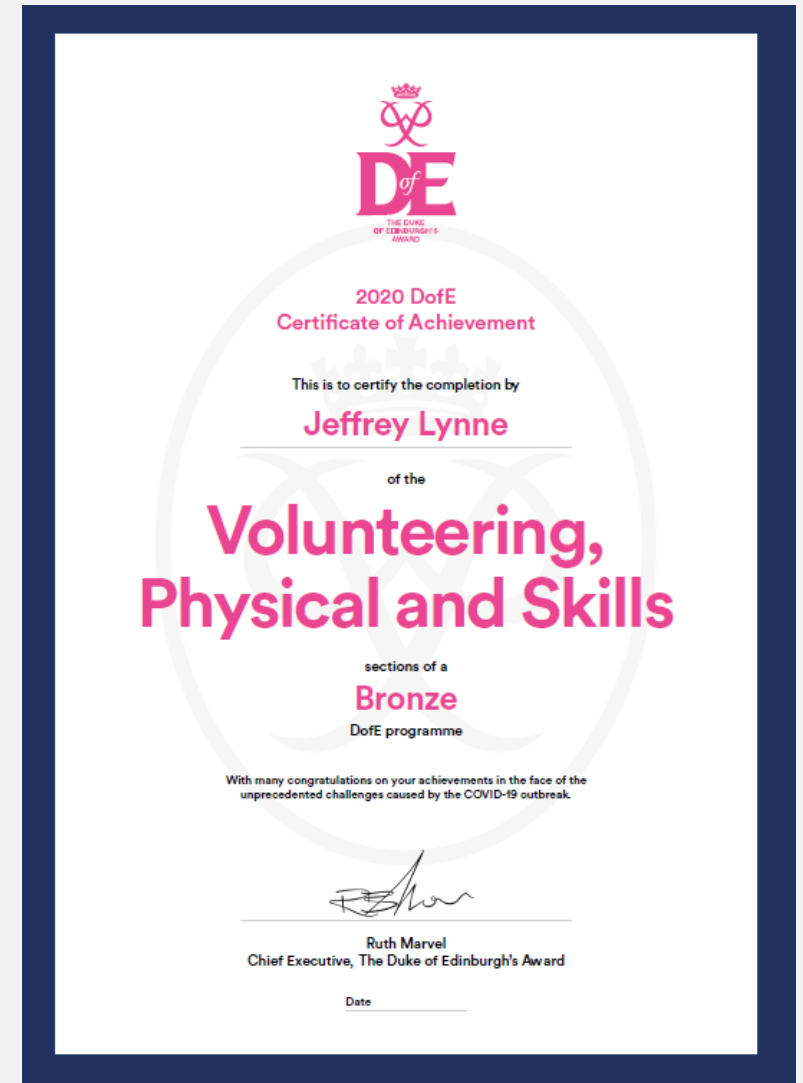 DofE
THE DUKE
OF EDINBURGH'S
AWARD
2020 DofE
Certificate of Achievement
This is to certify the completion by
Jeffrey Lynne
of the
Volunteering,
Physical and Skills
sections of a
Bronze
DofE programme
With many congratulations on your achievements in the face of the
unprecedented challenges caused by the COVID-19 outbreak.
Ruth Marvel
Chief Executive, The Duke of Edinburgh's Award
Date